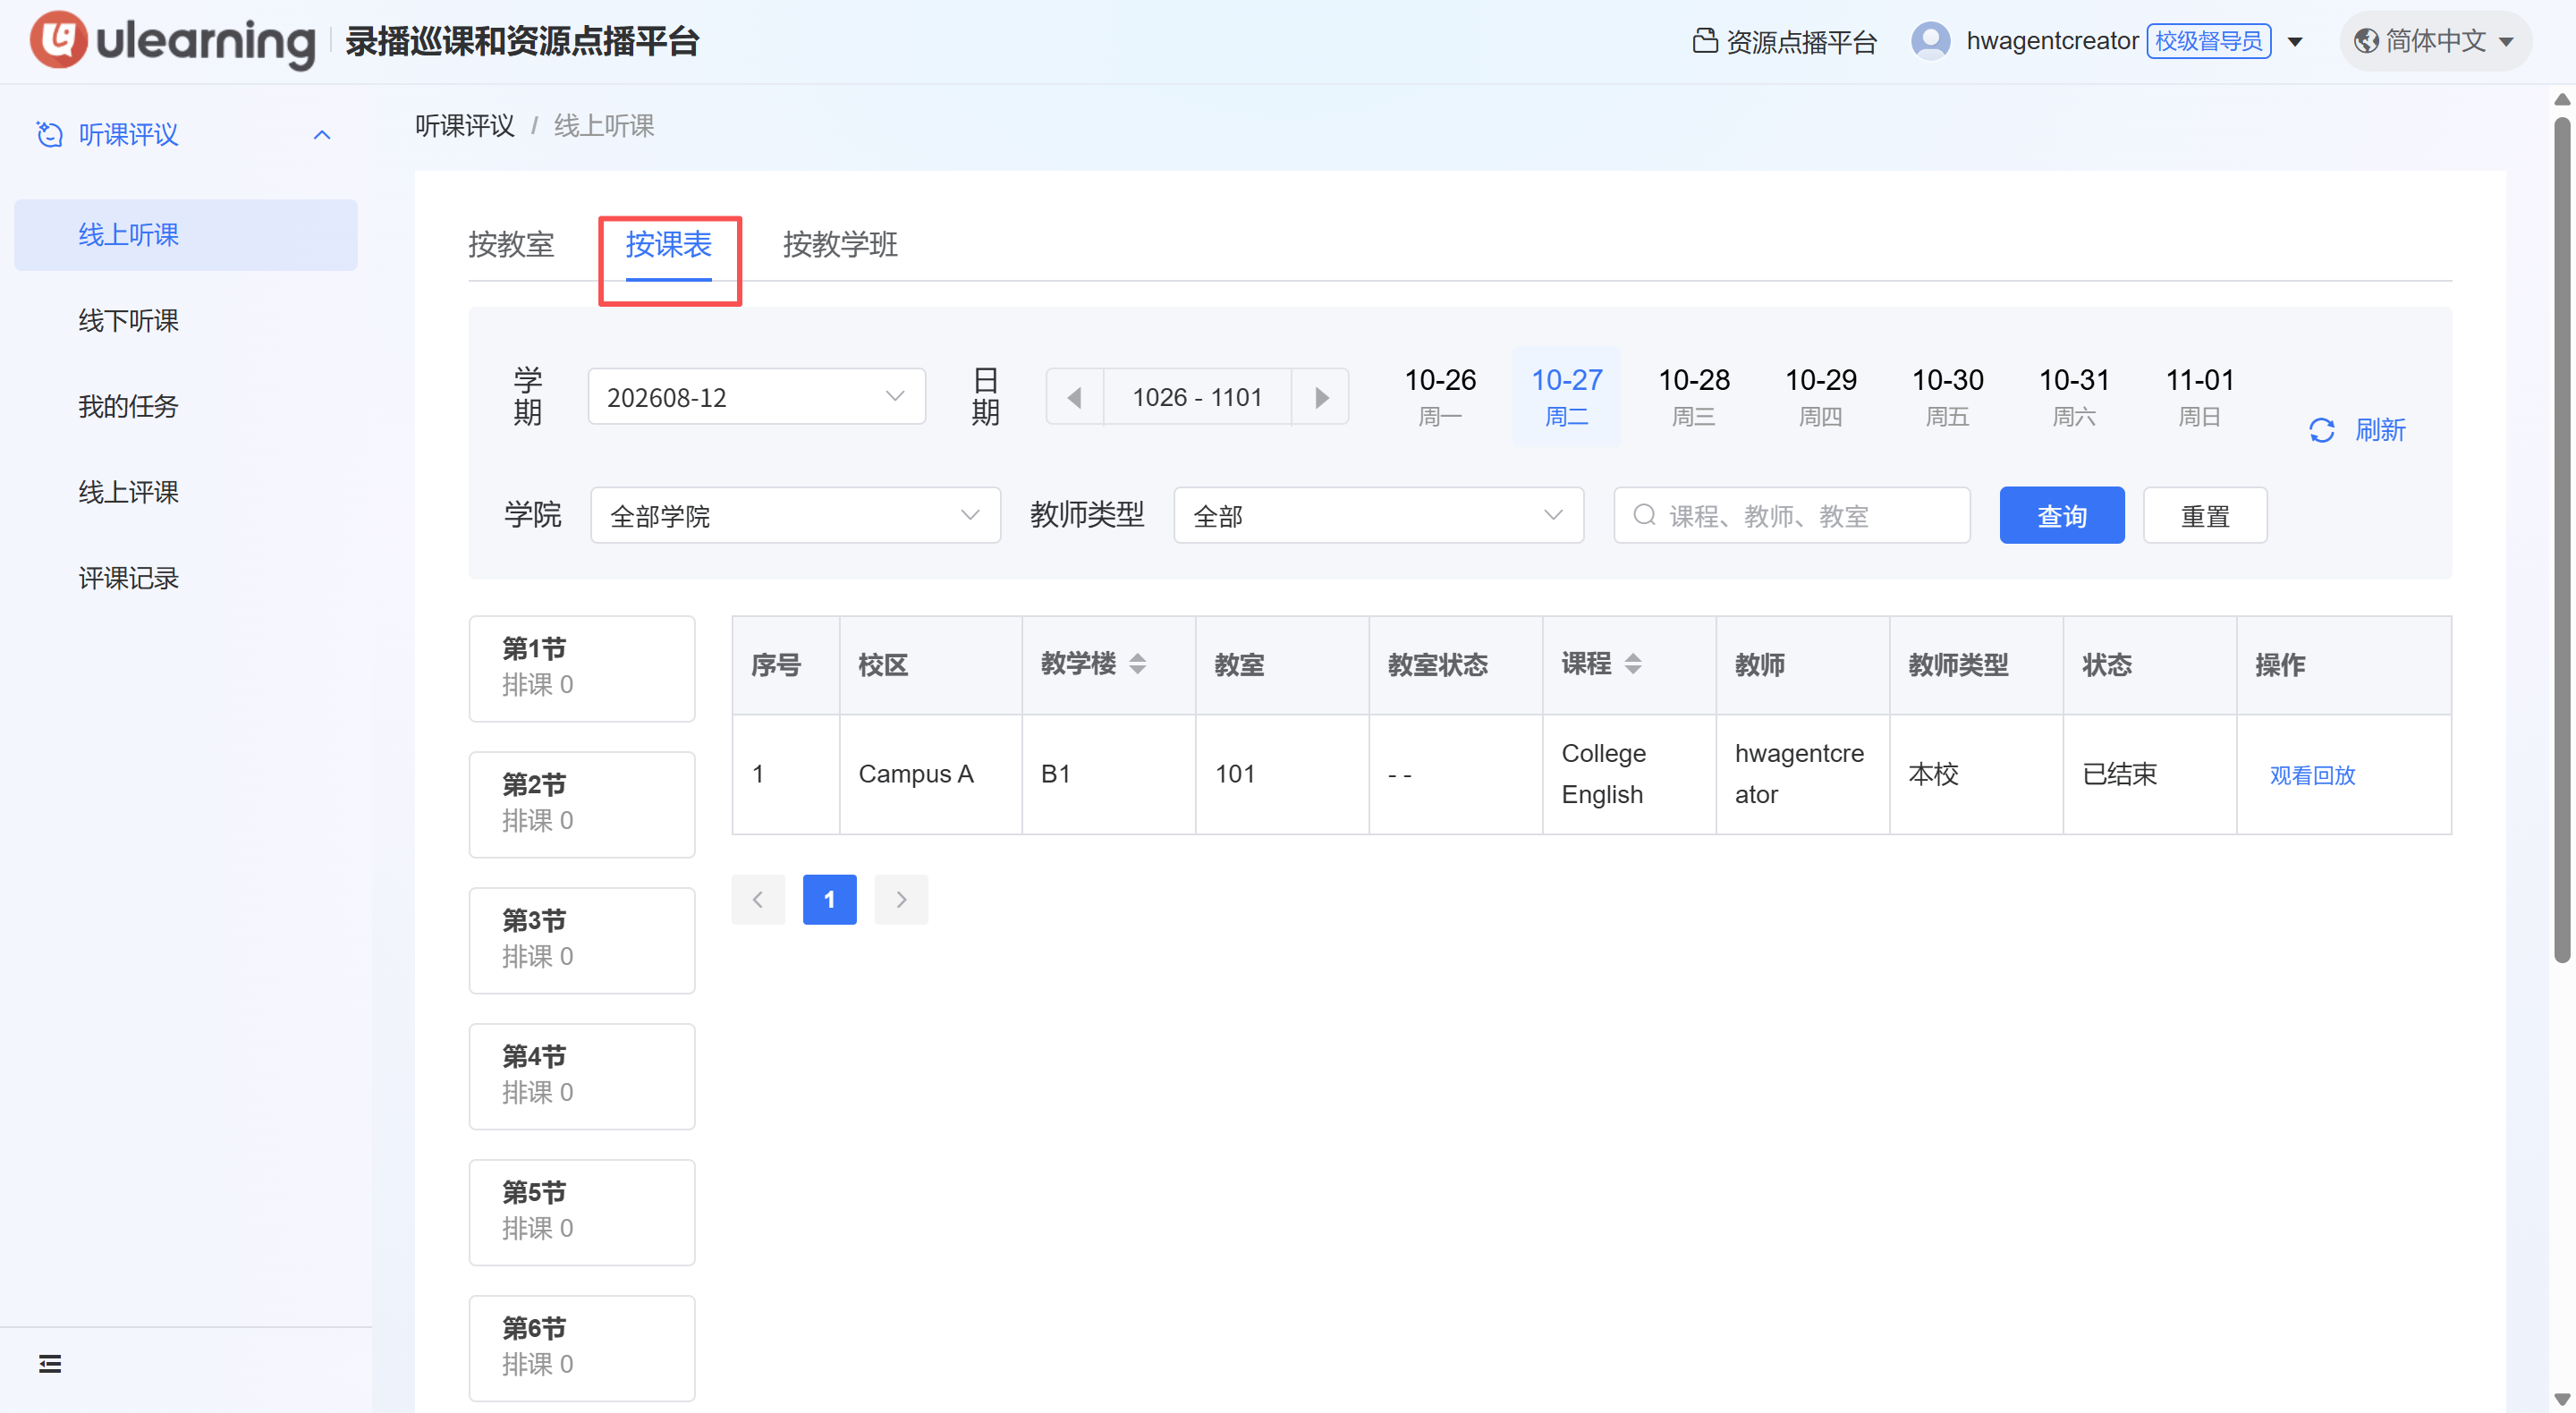 ulearning 录播巡课和资源点播平台 资源点播平台 hwagentcreator 校级督导员 简体中文
听课评议
线上听课
线下听课
我的任务
线上评课
评课记录
听课评议 / 线上听课
按教室 按课表 按教学班
学期 202608-12 日期 1026 - 1101
10-26 10-27 10-28 10-29 10-30 10-31 11-01
周一 周二 周三 周四 周五 周六 周日
刷新
学院 全部学院 教师类型 全部 课程、教师、教室 查询 重置
第1节
排课 0
第2节
排课 0
第3节
排课 0
第4节
排课 0
第5节
排课 0
第6节
排课 0
序号 校区 教学楼 教室 教室状态 课程 教师 教师类型 状态 操作
1 Campus A B1 101 - - College English hwagentcreator 本校 已结束 观看回放
1